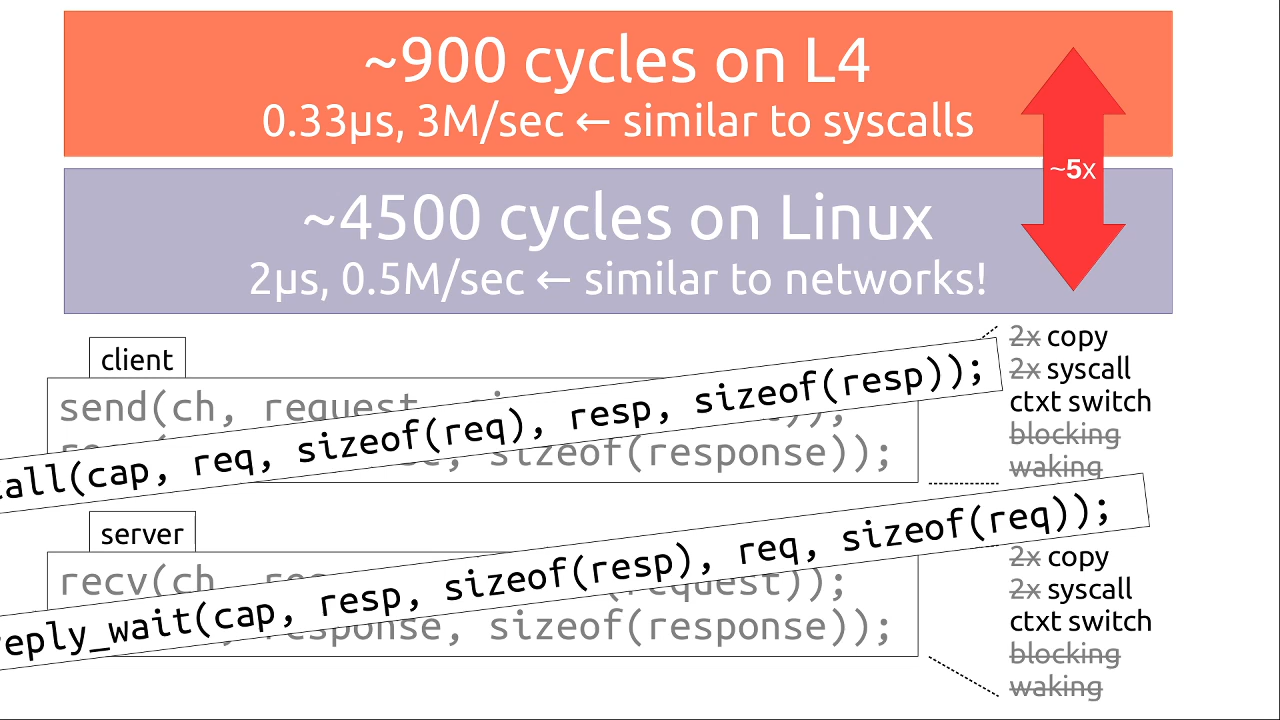 ~900 cycles on L4
0.33µs, 3M/sec ← similar to syscalls
~5x
~4500 cycles on Linux
2µs, 0.5M/sec ← similar to networks!
client
send(ch, request
sizeof(response));
call(cap, req, sizeof(req), resp, sizeof(resp));
2x copy
2x syscall
ctxt switch
blocking
waking
server
recv(ch,
response, sizeof(response));
reply_wait(cap, resp, sizeof(resp), req, sizeof(req));
2x copy
2x syscall
ctxt switch
blocking
waking